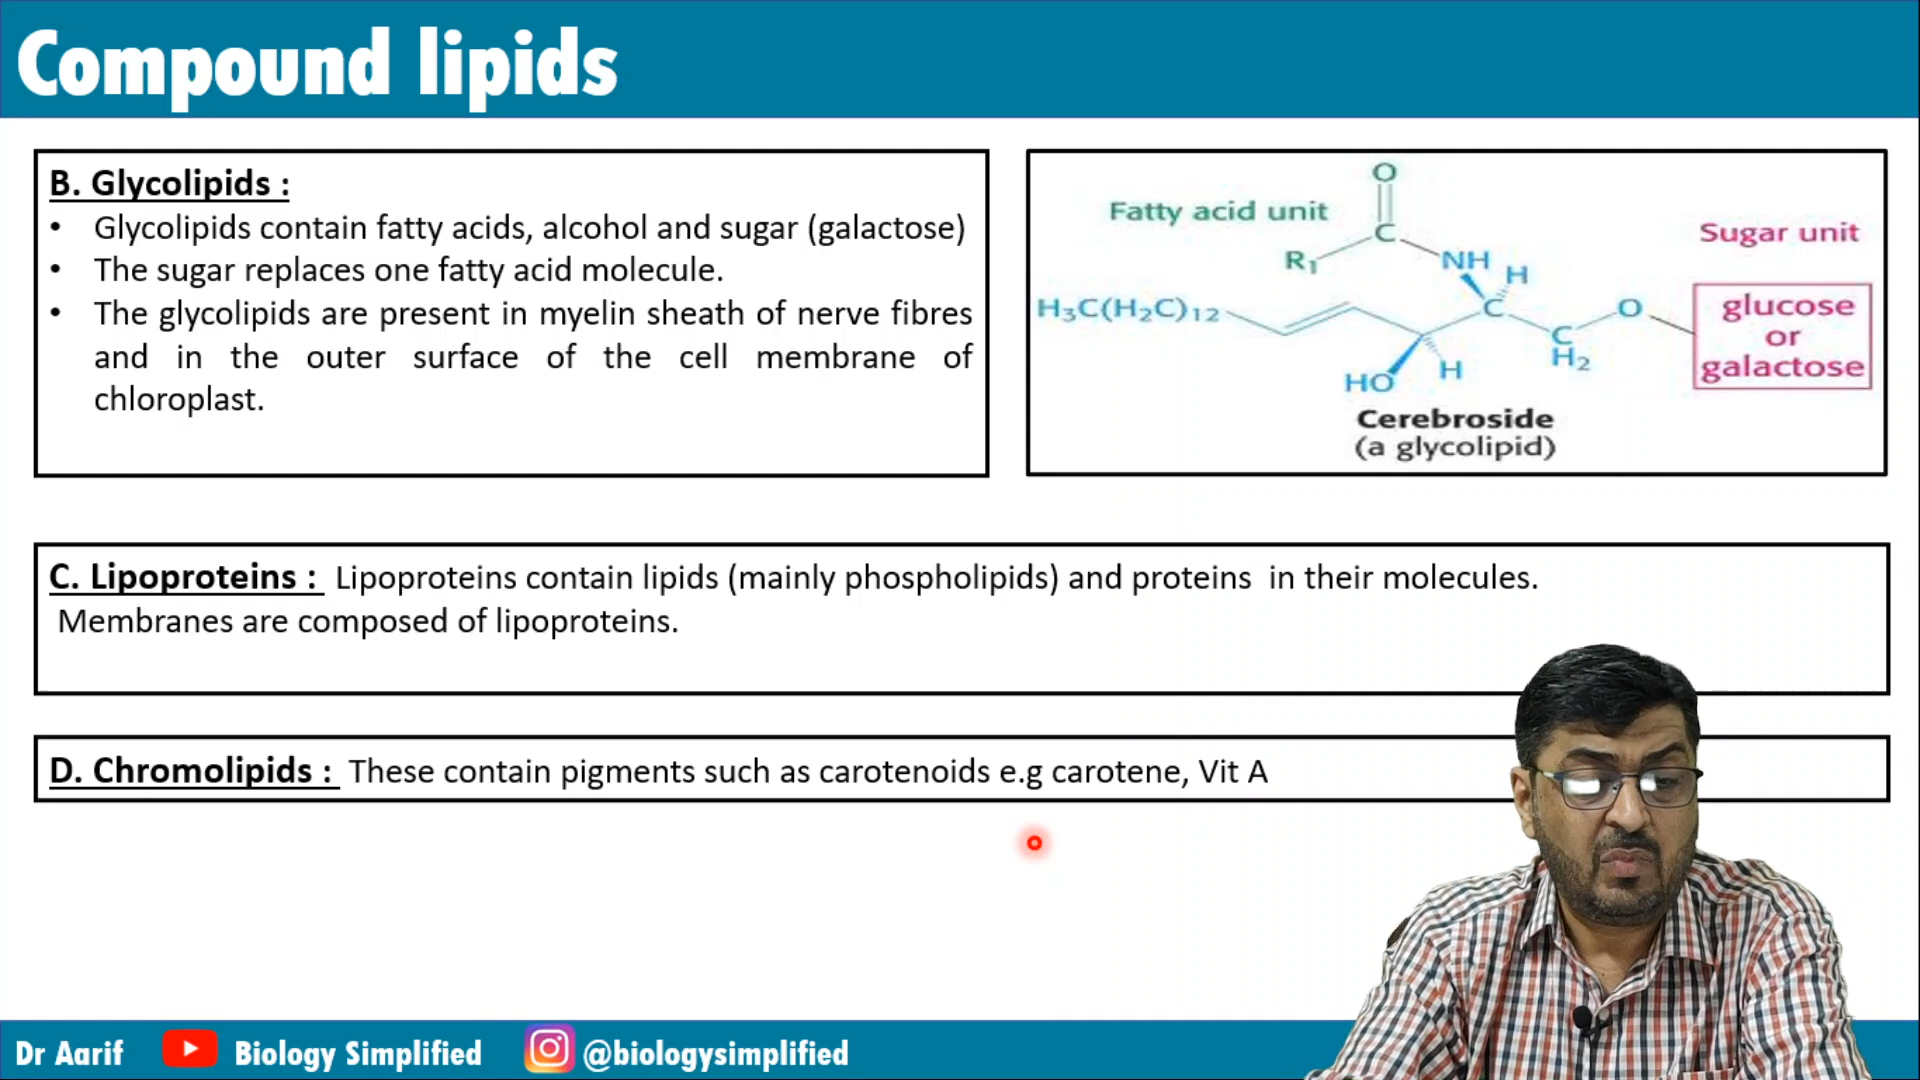 Compound lipids
B. Glycolipids :
• Glycolipids contain fatty acids, alcohol and sugar (galactose)
• The sugar replaces one fatty acid molecule.
• The glycolipids are present in myelin sheath of nerve fibres
and in the outer surface of the cell membrane of
chloroplast.
O
Fatty acid unit
C
Sugar unit
R₁
NH
H
H₃C(H₂C)₁₂
C
O
glucose
or
galactose
C
H₂
HO
H
Cerebroside
(a glycolipid)
C. Lipoproteins : Lipoproteins contain lipids (mainly phospholipids) and proteins in their molecules.
Membranes are composed of lipoproteins.
D. Chromolipids : These contain pigments such as carotenoids e.g carotene, Vit A
Dr Aarif Biology Simplified @biologysimplified